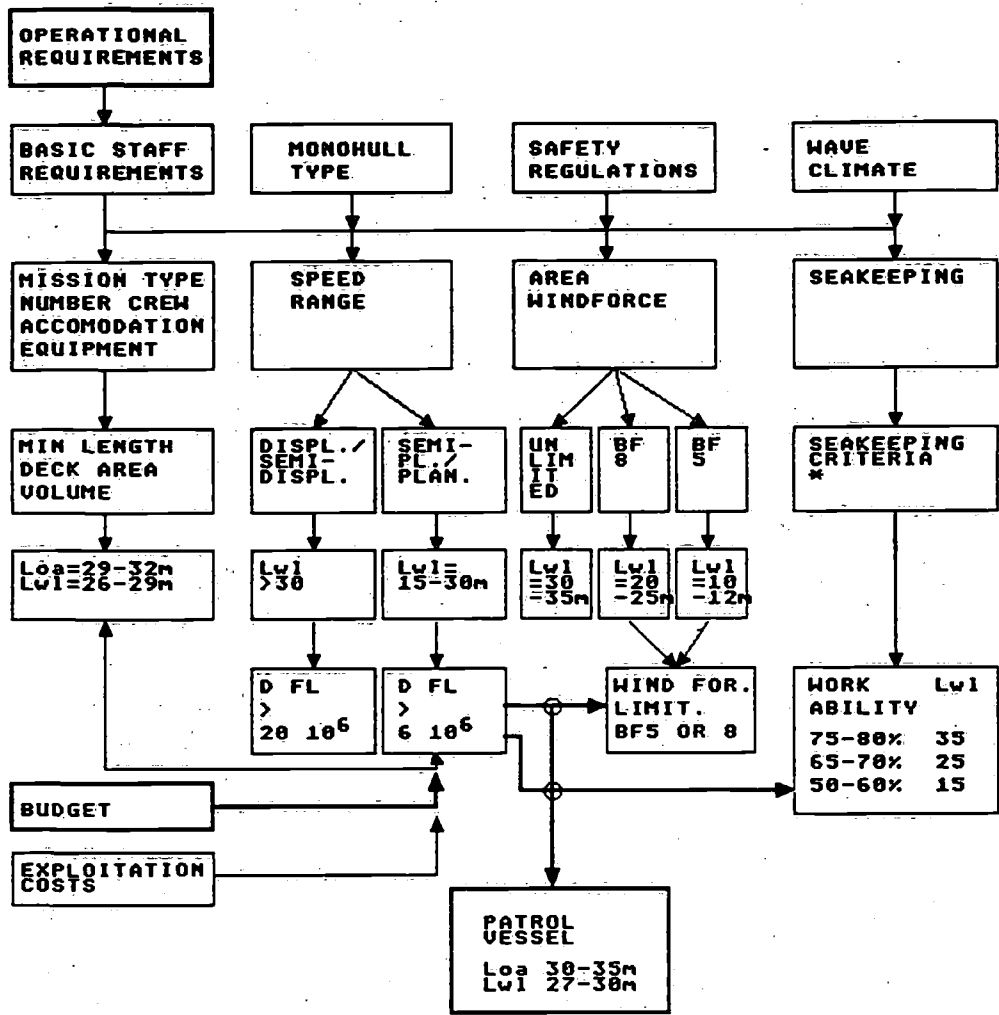 OPERATIONAL
REQUIREMENTS
BASIC STAFF
REQUIREMENTS
MONOHULL
TYPE
SAFETY
REGULATIONS
WAVE
CLIMATE
MISSION TYPE
NUMBER CREW
ACCOMODATION
EQUIPMENT
SPEED
RANGE
AREA
WINDFORCE
SEAKEEPING
MIN LENGTH
DECK AREA
VOLUME
DISPL./
SEMI-
DISPL.
SEMI-
PL./
PLAN.
UN
LIM
IT
ED
BF
8
BF
5
SEAKEEPING
CRITERIA
*
Loa=29-32m
Lwl=26-29m
Lwl
>30
Lwl=
15-30m
Lwl
=30
-35m
Lwl
=20
-25m
Lwl
=10
-12m
D FL
>
20 10⁶
D FL
>
6 10⁶
WIND FOR.
LIMIT.
BF5 OR 8
WORK Lwl
ABILITY
75-80% 35
65-70% 25
50-60% 15
BUDGET
EXPLOITATION
COSTS
PATROL
VESSEL
Loa 30-35m
Lwl 27-30m